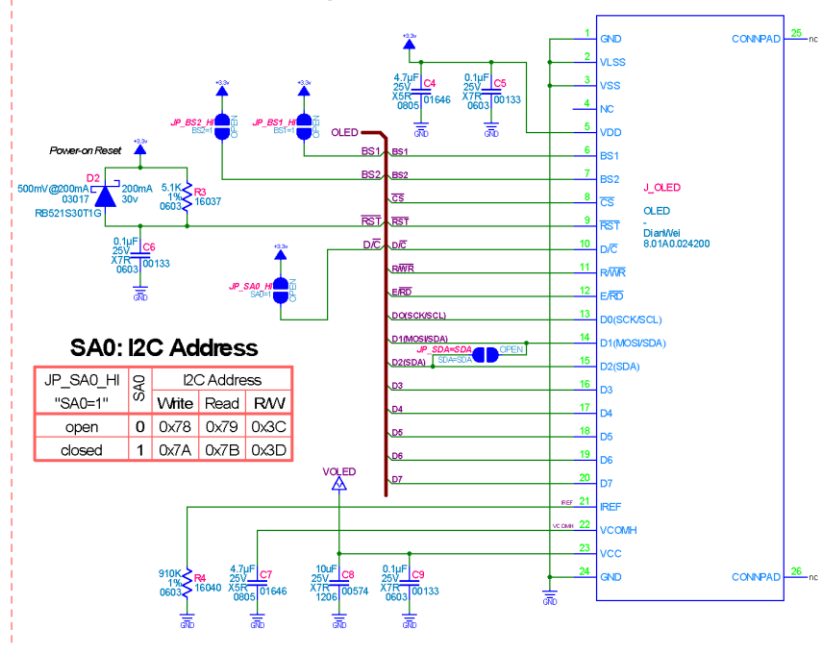 +3.3v
4.7µF
25V
X5R
0805
C4
01646
GND
0.1µF
25V
X7R
0603
C5
00133
GND
+3.3v
JP_BS2_HI
BS2=1
OPEN
+3.3v
JP_BS1_HI
BS1=1
OPEN
OLED
BS1
BS1
BS2
BS2
CS
RST
RST
D/C
D/C
R/WR
E/RD
D0(SCK/SCL)
D1(MOSI/SDA)
JP_SDA=SDA
SDA=SDA
OPEN
D2(SDA)
D3
D4
D5
D6
D7
Power-on Reset
+3.3v
D2
500mV@200mA
03017
200mA
30v
RB521S30T1G
5.1K
1%
0603
R3
16037
0.1µF
25V
X7R
0603
C6
00133
GND
+3.3v
JP_SA0_HI
SA0=1
OPEN
SA0: I2C Address
JP_SA0_HI SA0 I2C Address
"SA0=1" Write Read R/W
open 0 0x78 0x79 0x3C
closed 1 0x7A 0x7B 0x3D
VOLED
IREF
VCOMH
910K
1%
0603
R4
16040
GND
4.7µF
25V
X5R
0805
C7
01646
GND
10uF
25V
X7R
1206
C8
00574
GND
0.1µF
25V
X7R
0603
C9
00133
GND
GND
1 GND
2 VLSS
3 VSS
4 NC
5 VDD
6 BS1
7 BS2
8 CS
9 RST
10 D/C
11 R/WR
12 E/RD
13 D0(SCK/SCL)
14 D1(MOSI/SDA)
15 D2(SDA)
16 D3
17 D4
18 D5
19 D6
20 D7
21 IREF
22 VCOMH
23 VCC
24 GND
CONNPAD 25 nc
J_OLED
OLED
-
DianWei
8.01A0.024200
CONNPAD 26 nc